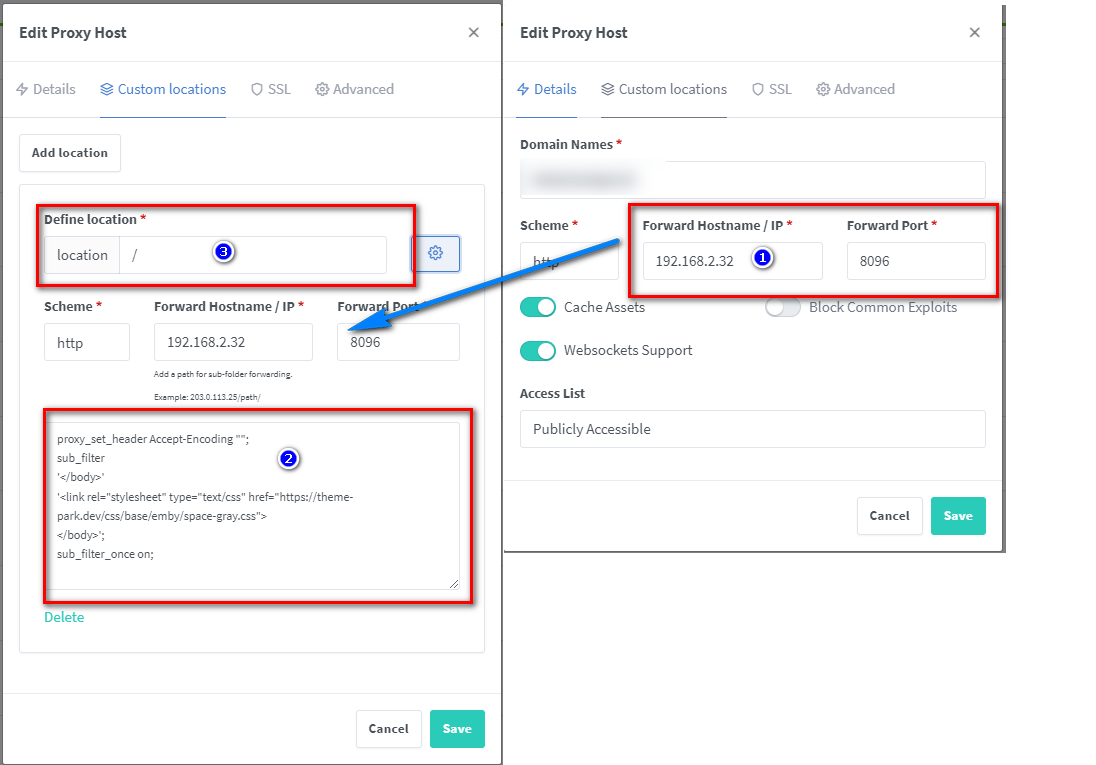 Edit Proxy Host
Details Custom locations SSL Advanced
Add location
Define location *
location / 3
Scheme * Forward Hostname / IP * Forward Port
http 192.168.2.32 8096
Add a path for sub-folder forwarding.
Example: 203.0.113.25/path/
proxy_set_header Accept-Encoding "";
sub_filter
'</body>'
'<link rel="stylesheet" type="text/css" href="https://theme-
park.dev/css/base/emby/space-gray.css">
</body>';
sub_filter_once on;
2
Delete
Cancel Save
Edit Proxy Host
Details Custom locations SSL Advanced
Domain Names *
Scheme * Forward Hostname / IP * Forward Port *
http 192.168.2.32 1 8096
Cache Assets Block Common Exploits
Websockets Support
Access List
Publicly Accessible
Cancel Save